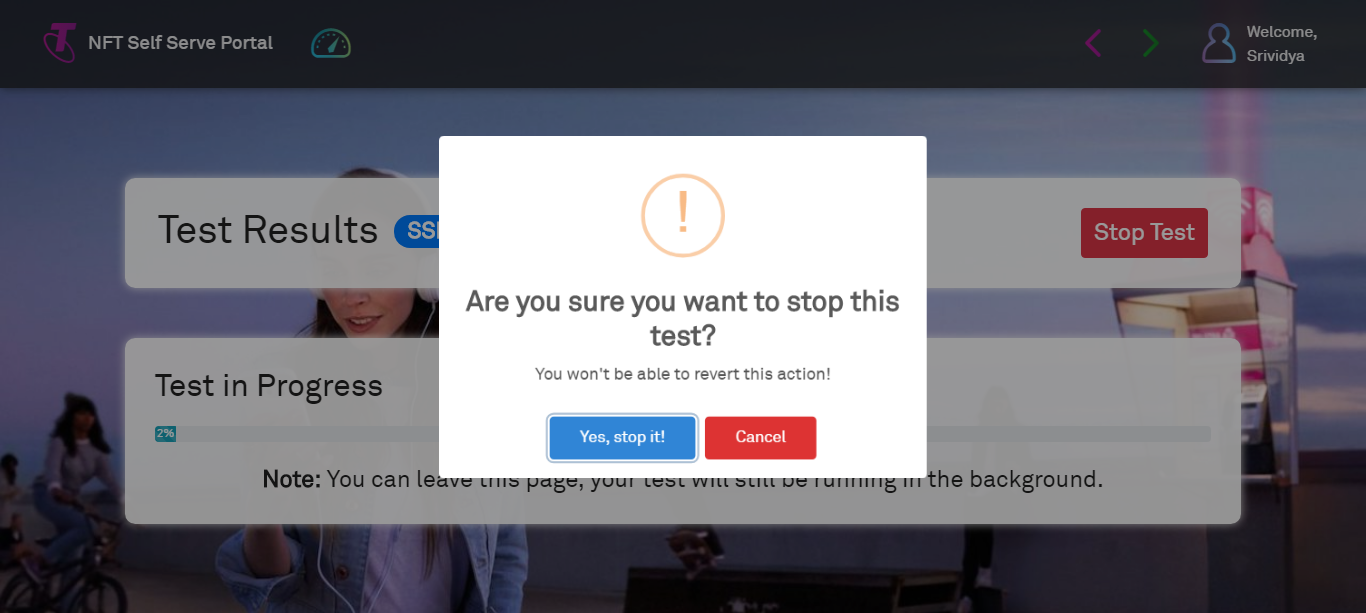 NFT Self Serve Portal
Welcome,
Srividya
Test Results
Stop Test
!
Are you sure you want to stop this
test?
You won't be able to revert this action!
Yes, stop it!
Cancel
Test in Progress
2%
Note: You can leave this page, your test will still be running in the background.